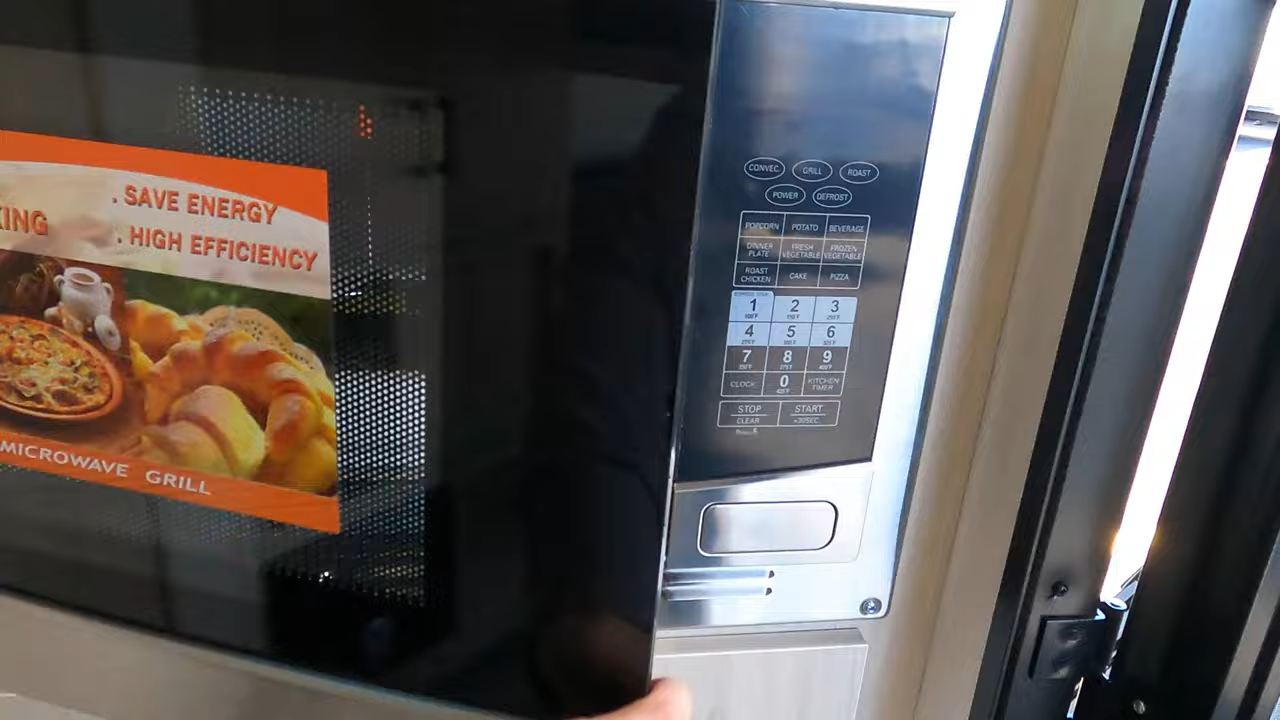 KING
. SAVE ENERGY
. HIGH EFFICIENCY
MICROWAVE GRILL
CONVEC. GRILL ROAST
POWER DEFROST
POPCORN POTATO BEVERAGE
DINNER PLATE FRESH VEGETABLE FROZEN VEGETABLE
ROAST CHICKEN CAKE PIZZA
1 2 3
4 5 6
7 8 9
CLOCK 0 KITCHEN TIMER
STOP START
CLEAR +30SEC.